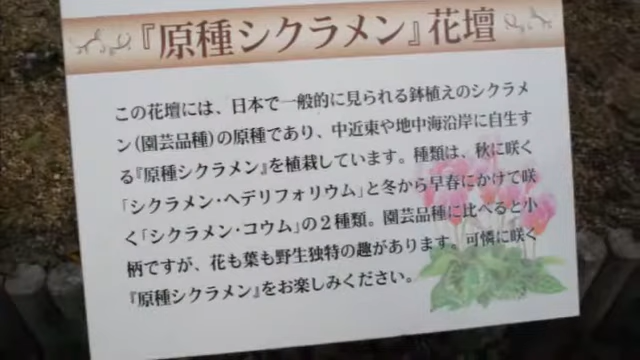 『原種シクラメン』花壇
この花壇には、日本で一般的に見られる鉢植えのシクラメ
ン(園芸品種)の原種であり、中近東や地中海沿岸に自生す
る『原種シクラメン』を植栽しています。種類は、秋に咲く
「シクラメン・ヘデリフォリウム」と冬から早春にかけて咲
く「シクラメン・コウム」の２種類。園芸品種に比べると小
柄ですが、花も葉も野生独特の趣があります。可憐に咲く
『原種シクラメン』をお楽しみください。